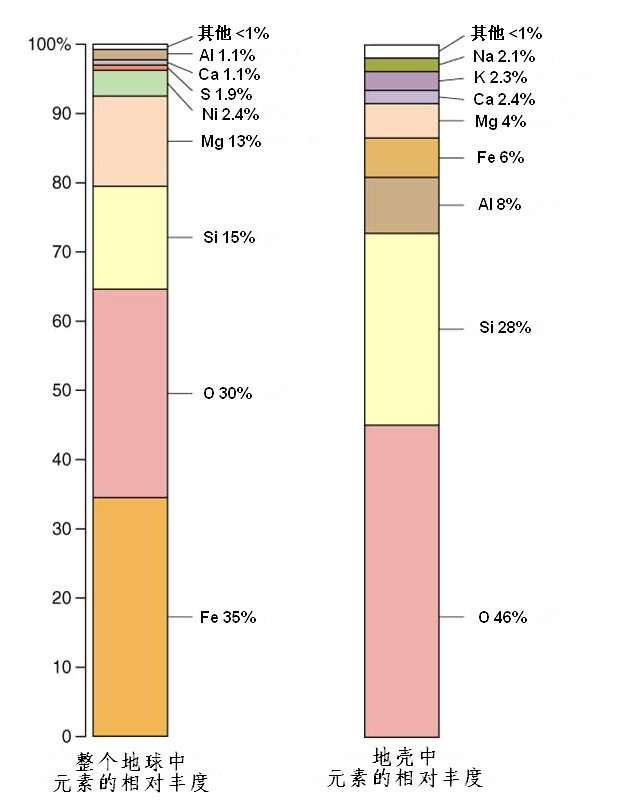 100%
90
80
70
60
50
40
30
20
10
0
其他 <1%
Al 1.1%
Ca 1.1%
S 1.9%
Ni 2.4%
Mg 13%
Si 15%
O 30%
Fe 35%
整个地球中
元素的相对丰度
其他 <1%
Na 2.1%
K 2.3%
Ca 2.4%
Mg 4%
Fe 6%
Al 8%
Si 28%
O 46%
地壳中
元素的相对丰度